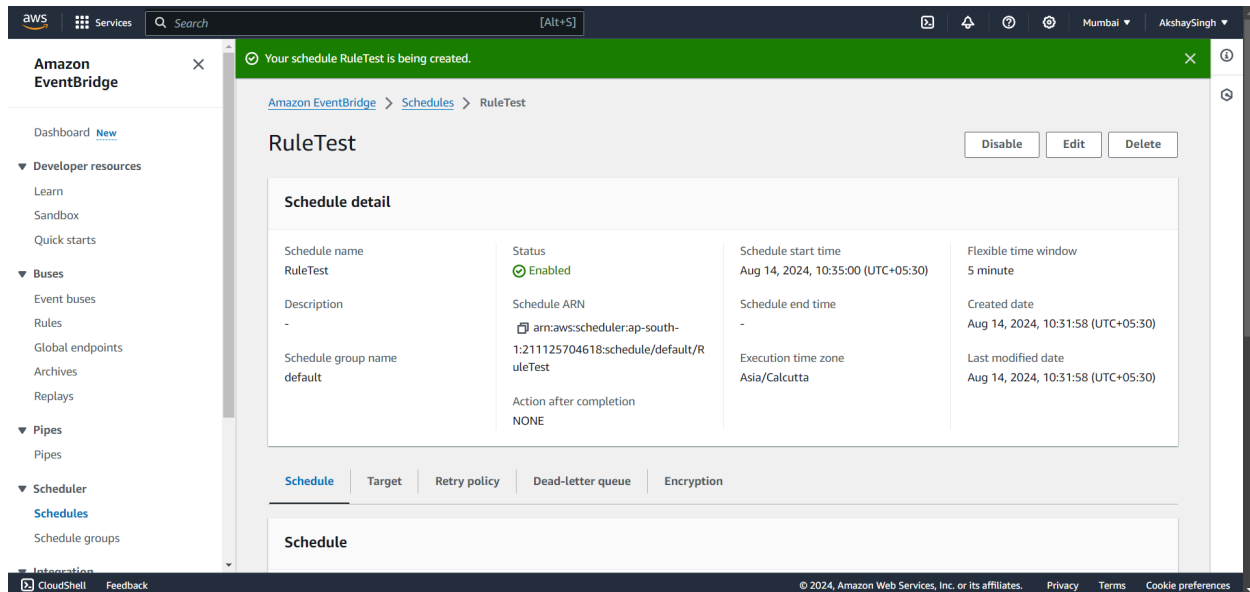 aws
Services
Search
[Alt+S]
Mumbai
AkshaySingh
Amazon
EventBridge
Dashboard New
Developer resources
Learn
Sandbox
Quick starts
Buses
Event buses
Rules
Global endpoints
Archives
Replays
Pipes
Pipes
Scheduler
Schedules
Schedule groups
Integration
Your schedule RuleTest is being created.
Amazon EventBridge > Schedules > RuleTest
RuleTest
Disable
Edit
Delete
Schedule detail
Schedule name
RuleTest
Description
-
Schedule group name
default
Status
Enabled
Schedule ARN
arn:aws:scheduler:ap-south-
1:211125704618:schedule/default/R
uleTest
Action after completion
NONE
Schedule start time
Aug 14, 2024, 10:35:00 (UTC+05:30)
Schedule end time
-
Execution time zone
Asia/Calcutta
Flexible time window
5 minute
Created date
Aug 14, 2024, 10:31:58 (UTC+05:30)
Last modified date
Aug 14, 2024, 10:31:58 (UTC+05:30)
Schedule
Target
Retry policy
Dead-letter queue
Encryption
Schedule
CloudShell
Feedback
© 2024, Amazon Web Services, Inc. or its affiliates.
Privacy
Terms
Cookie preferences